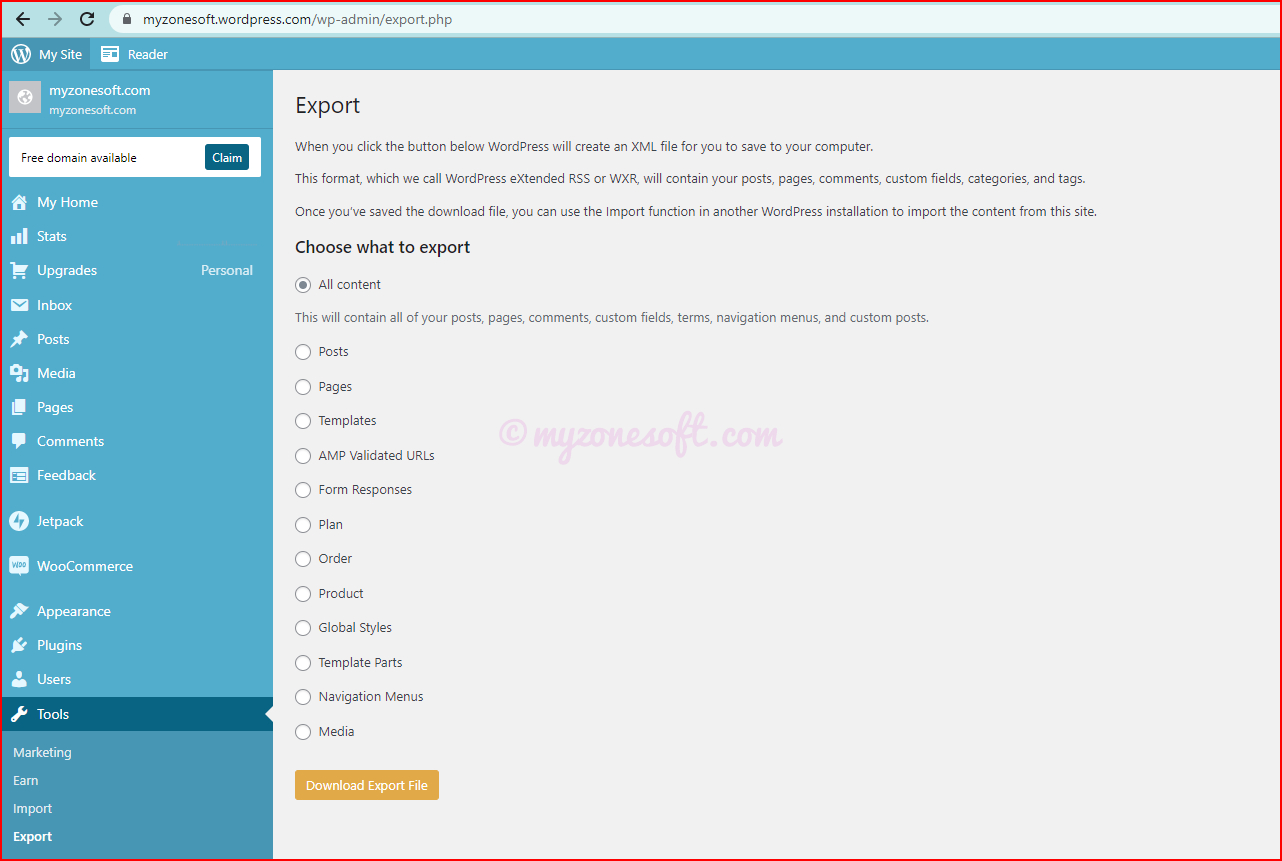 myzonesoft.wordpress.com/wp-admin/export.php
My Site
Reader
myzonesoft.com
myzonesoft.com
Free domain available
Claim
My Home
Stats
Upgrades
Personal
Inbox
Posts
Media
Pages
Comments
Feedback
Jetpack
WOO
WooCommerce
Appearance
Plugins
Users
Tools
Marketing
Earn
Import
Export
Export
When you click the button below WordPress will create an XML file for you to save to your computer.
This format, which we call WordPress eXtended RSS or WXR, will contain your posts, pages, comments, custom fields, categories, and tags.
Once you’ve saved the download file, you can use the Import function in another WordPress installation to import the content from this site.
Choose what to export
All content
This will contain all of your posts, pages, comments, custom fields, terms, navigation menus, and custom posts.
Posts
Pages
Templates
AMP Validated URLs
Form Responses
Plan
Order
Product
Global Styles
Template Parts
Navigation Menus
Media
Download Export File
© myzonesoft.com